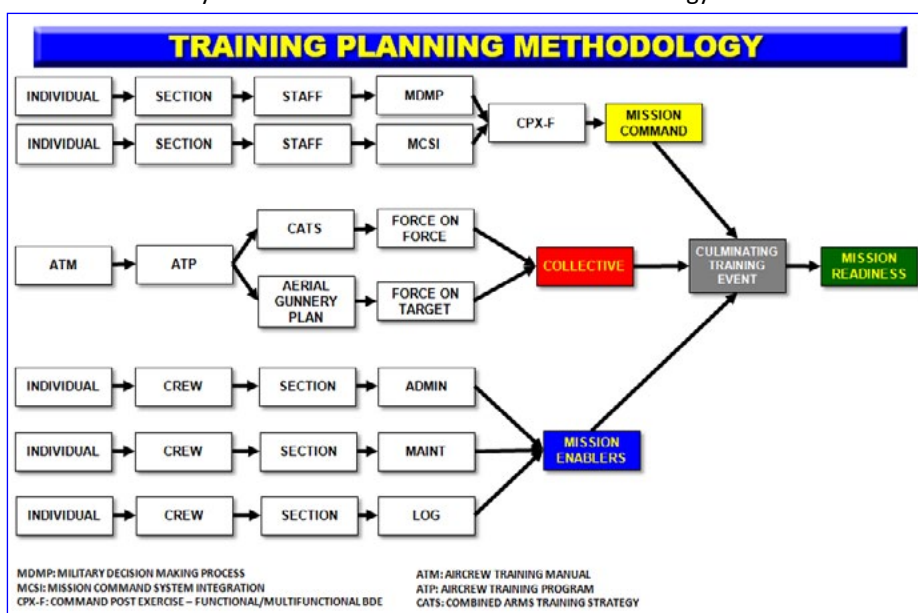 TRAINING PLANNING METHODOLOGY
INDIVIDUAL
SECTION
STAFF
MDMP
INDIVIDUAL
SECTION
STAFF
MCSI
CPX-F
MISSION
COMMAND
ATM
ATP
CATS
FORCE ON
FORCE
AERIAL
GUNNERY
PLAN
FORCE ON
TARGET
COLLECTIVE
CULMINATING
TRAINING
EVENT
MISSION
READINESS
INDIVIDUAL
CREW
SECTION
ADMIN
INDIVIDUAL
CREW
SECTION
MAINT
INDIVIDUAL
CREW
SECTION
LOG
MISSION
ENABLERS
MDMP: MILITARY DECISION MAKING PROCESS
MCSI: MISSION COMMAND SYSTEM INTEGRATION
CPX-F: COMMAND POST EXERCISE – FUNCTIONAL/MULTIFUNCTIONAL BDE
ATM: AIRCREW TRAINING MANUAL
ATP: AIRCREW TRAINING PROGRAM
CATS: COMBINED ARMS TRAINING STRATEGY